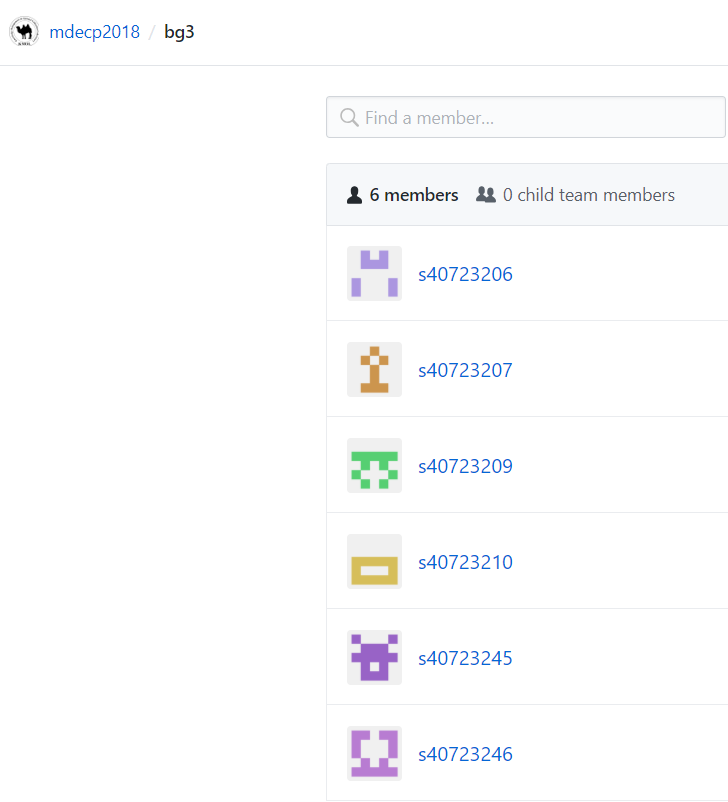 mdecp2018 / bg3
Find a member...
6 members 0 child team members
s40723206
s40723207
s40723209
s40723210
s40723245
s40723246